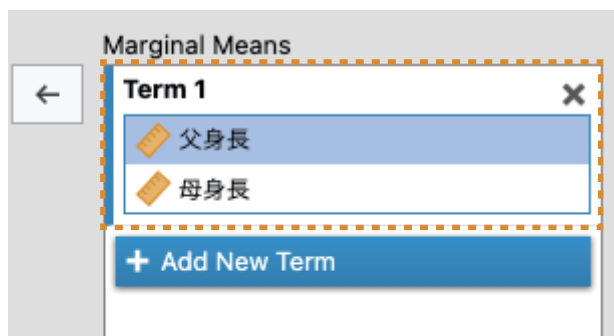 Marginal Means
Term 1
父身長
母身長
Add New Term